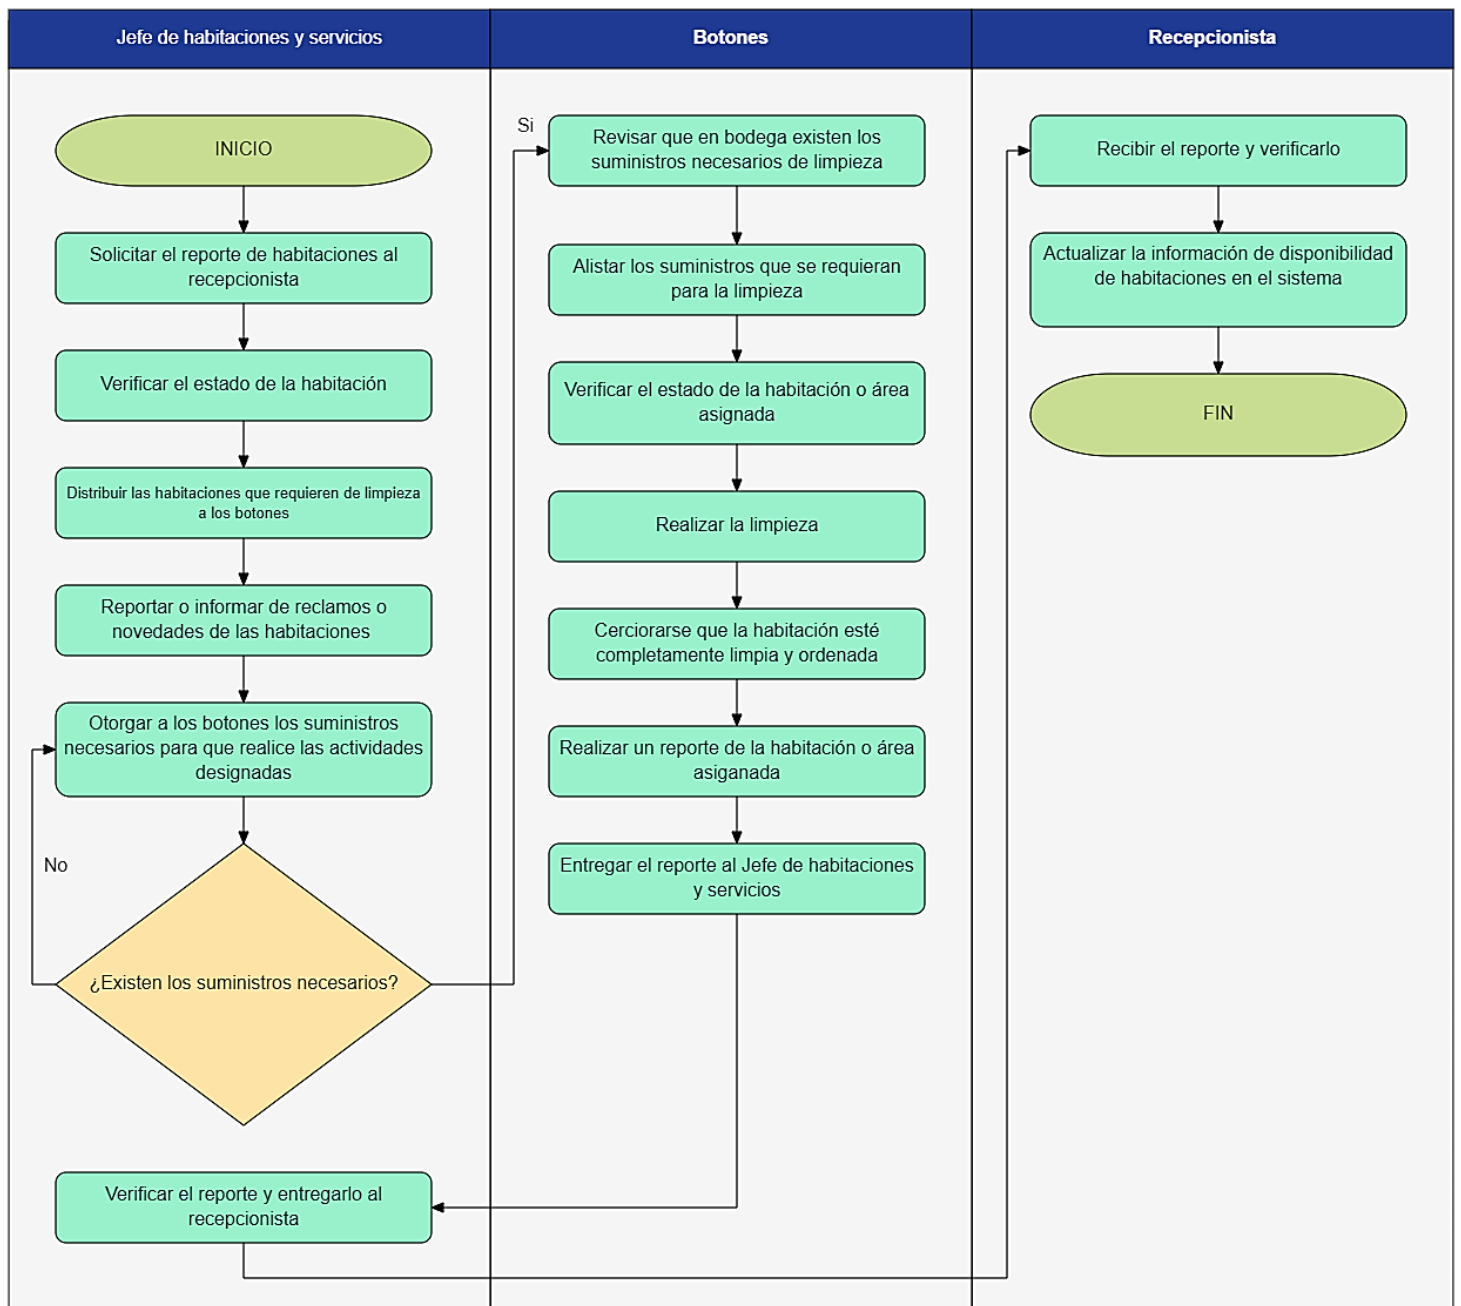 Jefe de habitaciones y servicios
Botones
Recepcionista
INICIO
Solicitar el reporte de habitaciones al
recepcionista
Verificar el estado de la habitación
Distribuir las habitaciones que requieren de limpieza
a los botones
Reportar o informar de reclamos o
novedades de las habitaciones
Otorgar a los botones los suministros
necesarios para que realice las actividades
designadas
No
¿Existen los suministros necesarios?
Verificar el reporte y entregarlo al
recepcionista
Si
Revisar que en bodega existen los
suministros necesarios de limpieza
Alistar los suministros que se requieran
para la limpieza
Verificar el estado de la habitación o área
asignada
Realizar la limpieza
Cerciorarse que la habitación esté
completamente limpia y ordenada
Realizar un reporte de la habitación o área
asiganada
Entregar el reporte al Jefe de habitaciones
y servicios
Recibir el reporte y verificarlo
Actualizar la información de disponibilidad
de habitaciones en el sistema
FIN